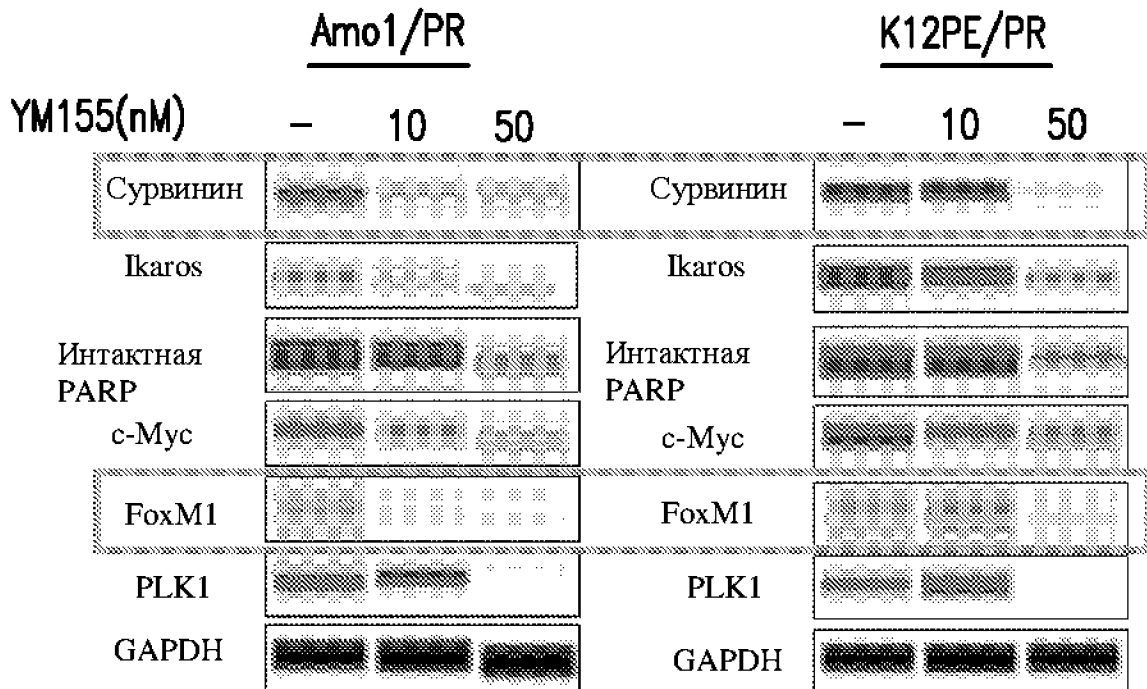 Amo1/PR K12PE/PR
YM155(nM) – 10 50 – 10 50
Сурвинин Сурвинин
Ikaros Ikaros
Интактная Интактная
PARP PARP
c-Myc c-Myc
FoxM1 FoxM1
PLK1 PLK1
GAPDH GAPDH